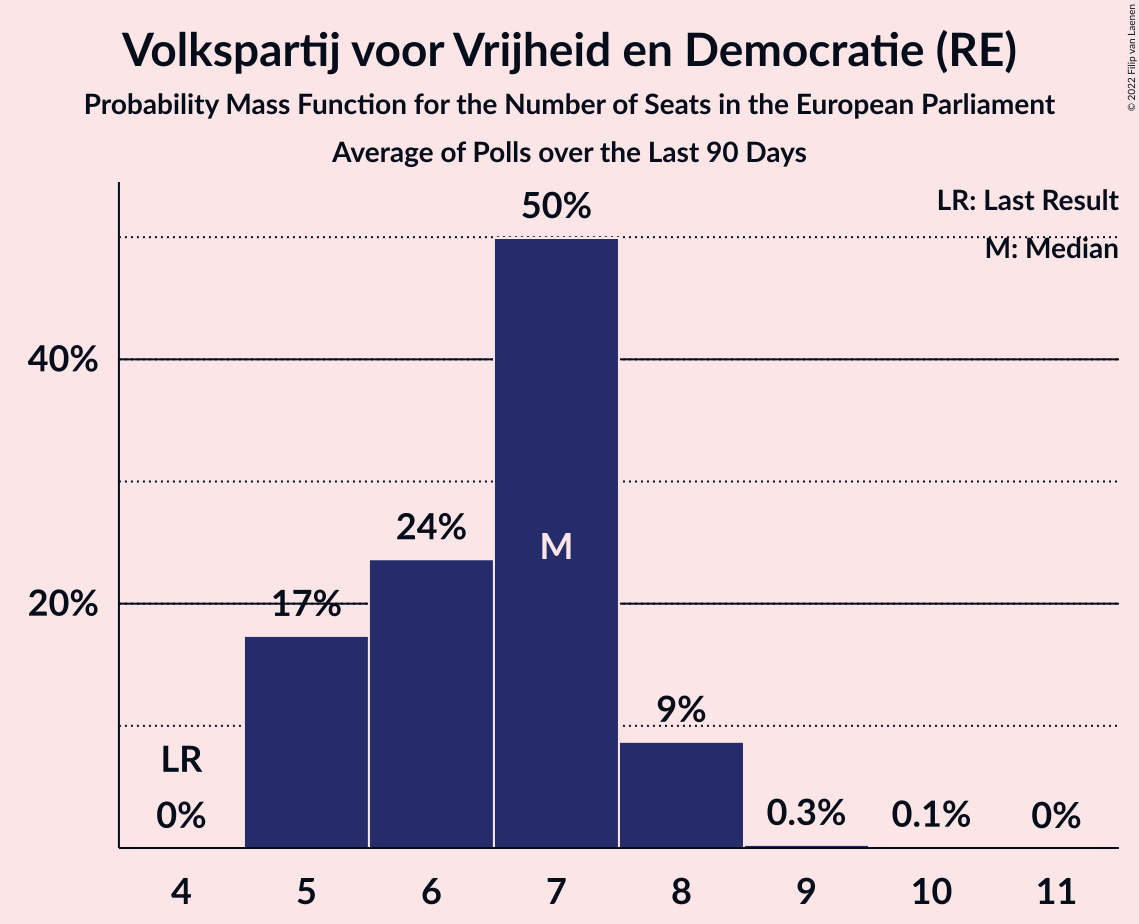 Volkspartij voor Vrijheid en Democratie (RE)
Probability Mass Function for the Number of Seats in the European Parliament
Average of Polls over the Last 90 Days
© 2022 Filip van Laenen
LR: Last Result
M: Median
50%
40%
24%
M
20%
17%
9%
LR
0%
0.3%
0.1%
0%
4 5 6 7 8 9 10 11